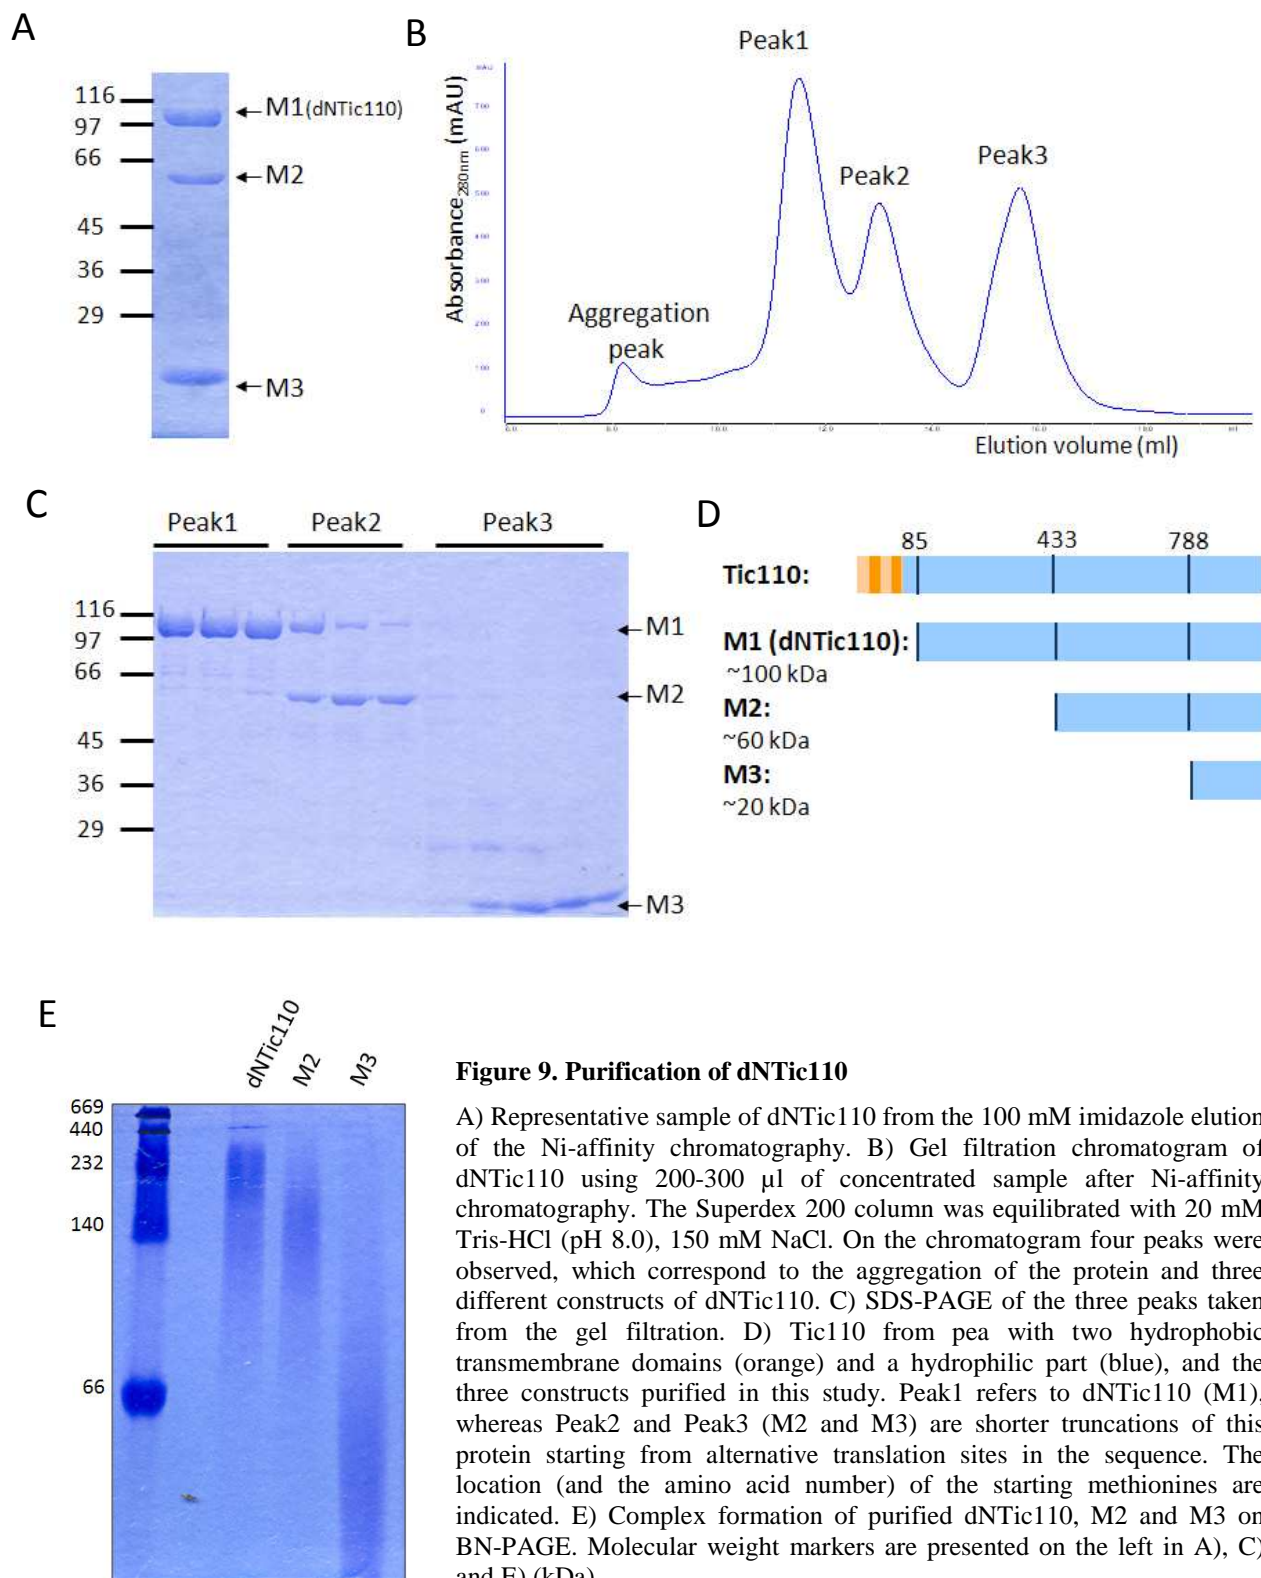 A
116
97
66
45
36
29
M1(dNTic110)
M2
M3
B
Peak1
Peak2
Peak3
Aggregation
peak
Absorbance280nm (mAU)
Elution volume (ml)
C
Peak1 Peak2 Peak3
116
97
66
45
36
29
M1
M2
M3
D
85 433 788
Tic110:
M1 (dNTic110):
~100 kDa
M2:
~60 kDa
M3:
~20 kDa
E
dNTic110
M2
M3
669
440
232
140
66
Figure 9. Purification of dNTic110
A) Representative sample of dNTic110 from the 100 mM imidazole elution
of the Ni-affinity chromatography. B) Gel filtration chromatogram of
dNTic110 using 200-300 µl of concentrated sample after Ni-affinity
chromatography. The Superdex 200 column was equilibrated with 20 mM
Tris-HCl (pH 8.0), 150 mM NaCl. On the chromatogram four peaks were
observed, which correspond to the aggregation of the protein and three
different constructs of dNTic110. C) SDS-PAGE of the three peaks taken
from the gel filtration. D) Tic110 from pea with two hydrophobic
transmembrane domains (orange) and a hydrophilic part (blue), and the
three constructs purified in this study. Peak1 refers to dNTic110 (M1),
whereas Peak2 and Peak3 (M2 and M3) are shorter truncations of this
protein starting from alternative translation sites in the sequence. The
location (and the amino acid number) of the starting methionines are
indicated. E) Complex formation of purified dNTic110, M2 and M3 on
BN-PAGE. Molecular weight markers are presented on the left in A), C)
and E) (kDa)